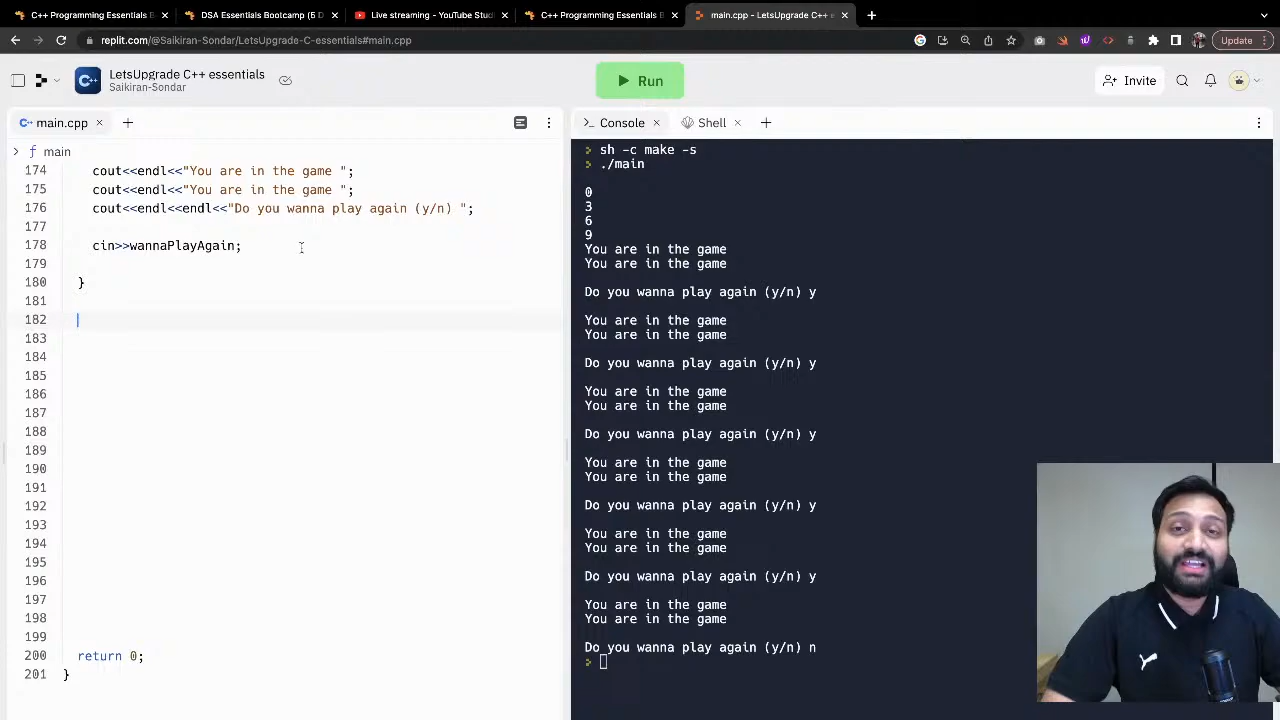 C++ Programming Essentials B
DSA Essentials Bootcamp (5 D
Live streaming - YouTube Stud
C++ Programming Essentials B
main.cpp - LetsUpgrade C++ e
replit.com/@Saikiran-Sondar/LetsUpgrade-C-essentials#main.cpp
Update
LetsUpgrade C++ essentials
Saikiran-Sondar
Run
Invite
main.cpp
Console
Shell
main
174 cout<<endl<<"You are in the game ";
175 cout<<endl<<"You are in the game ";
176 cout<<endl<<endl<<"Do you wanna play again (y/n) ";
177
178 cin>>wannaPlayAgain;
179
180 }
181
182
183
184
185
186
187
188
189
190
191
192
193
194
195
196
197
198
199
200 return 0;
201 }
sh -c make -s
./main
0
3
6
9
You are in the game
You are in the game
Do you wanna play again (y/n) y
You are in the game
You are in the game
Do you wanna play again (y/n) y
You are in the game
You are in the game
Do you wanna play again (y/n) y
You are in the game
You are in the game
Do you wanna play again (y/n) y
You are in the game
You are in the game
Do you wanna play again (y/n) y
You are in the game
You are in the game
Do you wanna play again (y/n) n